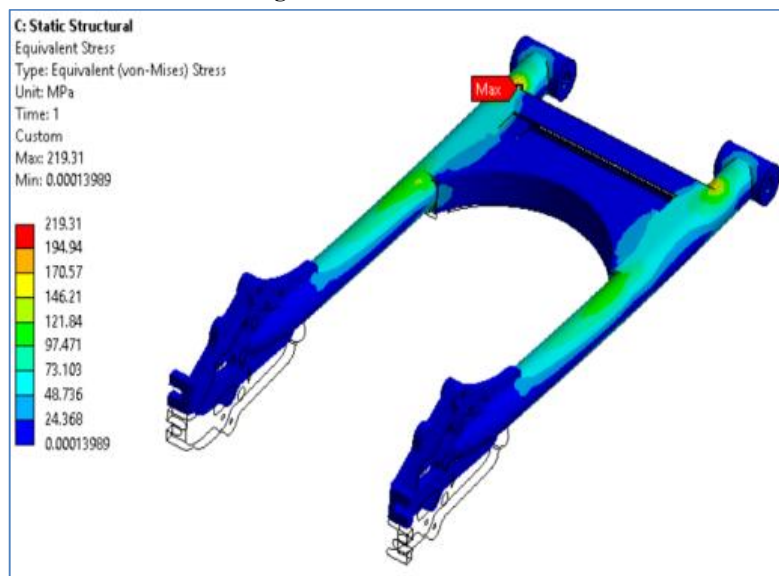 C: Static Structural
Equivalent Stress
Type: Equivalent (von-Mises) Stress
Unit: MPa
Time: 1
Custom
Max: 219.31
Min: 0.00013989
Max
219.31
194.94
170.57
146.21
121.84
97.471
73.103
48.736
24.368
0.00013989